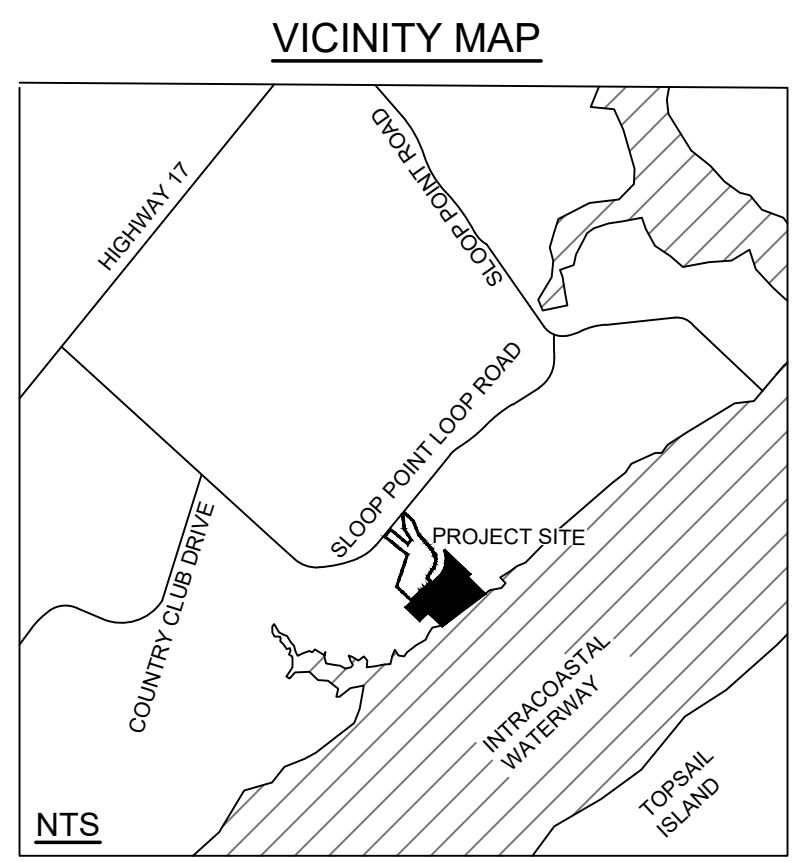 VICINITY MAP
HIGHWAY 17
SLOOP POINT ROAD
SLOOP POINT LOOP ROAD
PROJECT SITE
COUNTRY CLUB DRIVE
INTRACOASTAL
WATERWAY
TOPSAIL
ISLAND
NTS